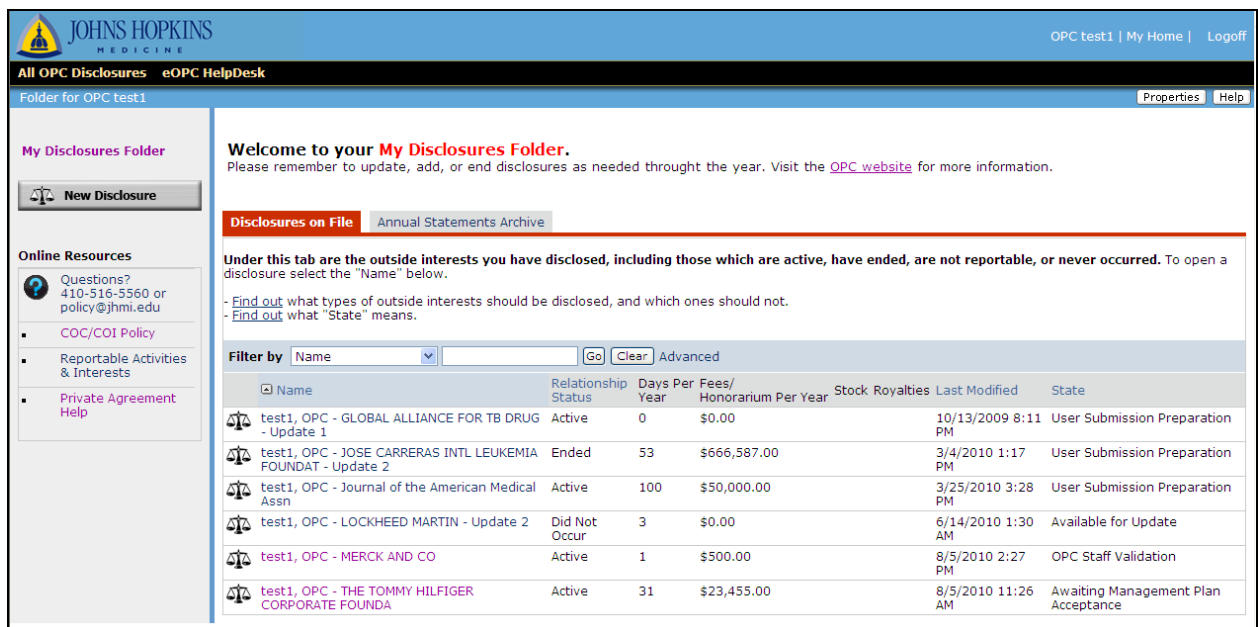 JOHNS HOPKINS
MEDICINE
OPC test1 | My Home | Logoff
All OPC Disclosures eOPC HelpDesk
Folder for OPC test1
Properties Help
My Disclosures Folder
New Disclosure
Online Resources
Questions?
410-516-5560 or
policy@jhmi.edu
COC/COI Policy
Reportable Activities
& Interests
Private Agreement
Help
Welcome to your My Disclosures Folder.
Please remember to update, add, or end disclosures as needed throught the year. Visit the OPC website for more information.
Disclosures on File Annual Statements Archive
Under this tab are the outside interests you have disclosed, including those which are active, have ended, are not reportable, or never occurred. To open a
disclosure select the "Name" below.
- Find out what types of outside interests should be disclosed, and which ones should not.
- Find out what "State" means.
Filter by Name Go Clear Advanced
Name Relationship Status Days Per Year Fees/ Honorarium Per Year Stock Royalties Last Modified State
test1, OPC - GLOBAL ALLIANCE FOR TB DRUG Active 0 $0.00 10/13/2009 8:11 User Submission Preparation
- Update 1 PM
test1, OPC - JOSE CARRERAS INTL LEUKEMIA Ended 53 $666,587.00 3/4/2010 1:17 User Submission Preparation
FOUNDAT - Update 2 PM
test1, OPC - Journal of the American Medical Active 100 $50,000.00 3/25/2010 3:28 User Submission Preparation
Assn PM
test1, OPC - LOCKHEED MARTIN - Update 2 Did Not 3 $0.00 6/14/2010 1:30 Available for Update
Occur AM
test1, OPC - MERCK AND CO Active 1 $500.00 8/5/2010 2:27 OPC Staff Validation
PM
test1, OPC - THE TOMMY HILFIGER Active 31 $23,455.00 8/5/2010 11:26 Awaiting Management Plan
CORPORATE FOUNDA AM Acceptance